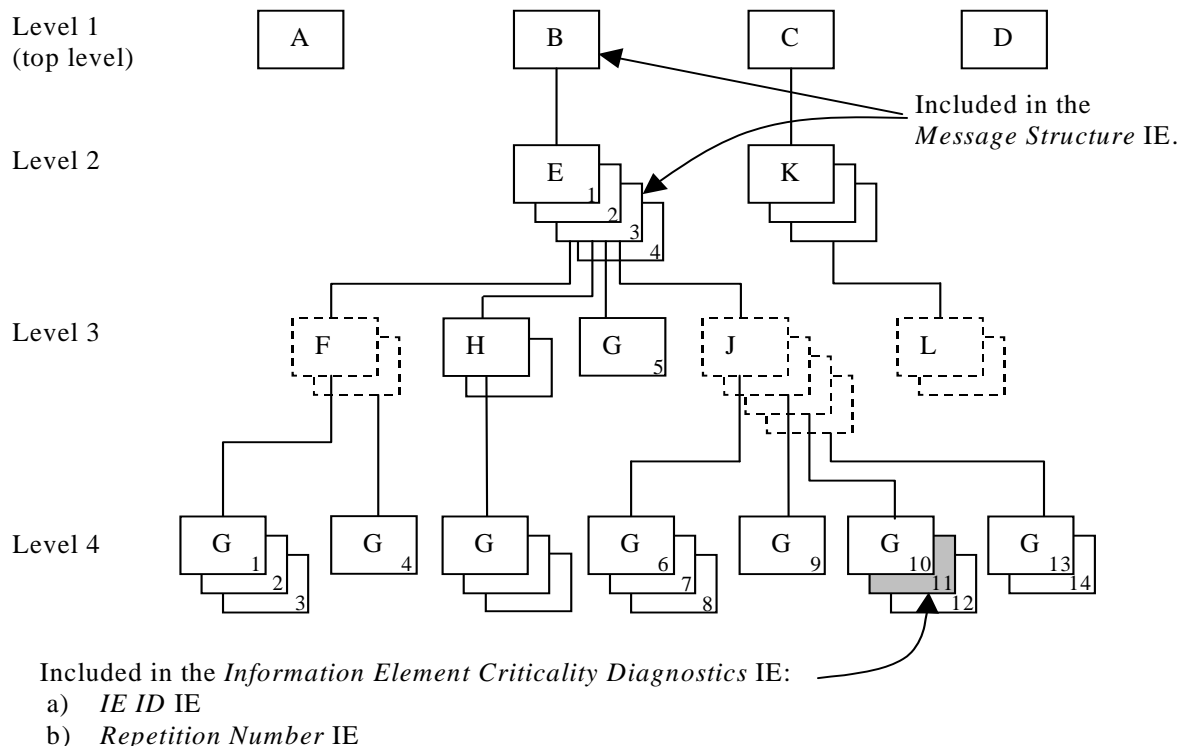 Level 1
(top level)
A
B
C
D
Included in the
Message Structure IE.
Level 2
E
1
2
3
4
K
Level 3
F
H
G
5
J
L
Level 4
G
1
2
3
G
4
G
G
6
7
8
G
9
G
10
11
12
G
13
14
Included in the Information Element Criticality Diagnostics IE:
a) IE ID IE
b) Repetition Number IE